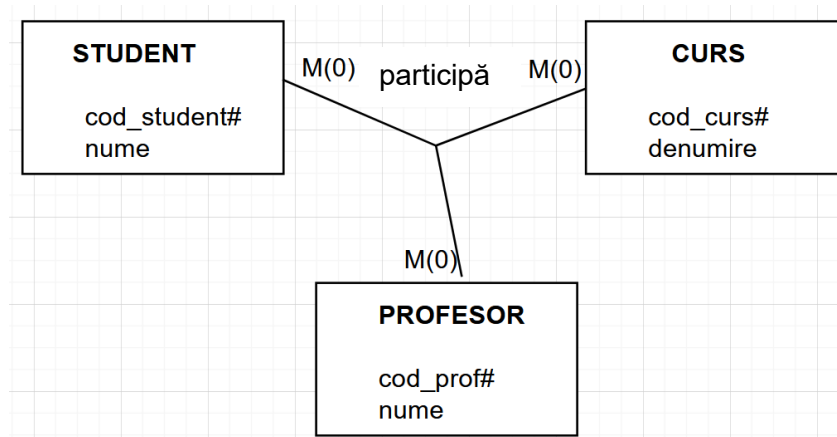 STUDENT
cod_student#
nume
M(0)
participă
M(0)
CURS
cod_curs#
denumire
M(0)
PROFESOR
cod_prof#
nume